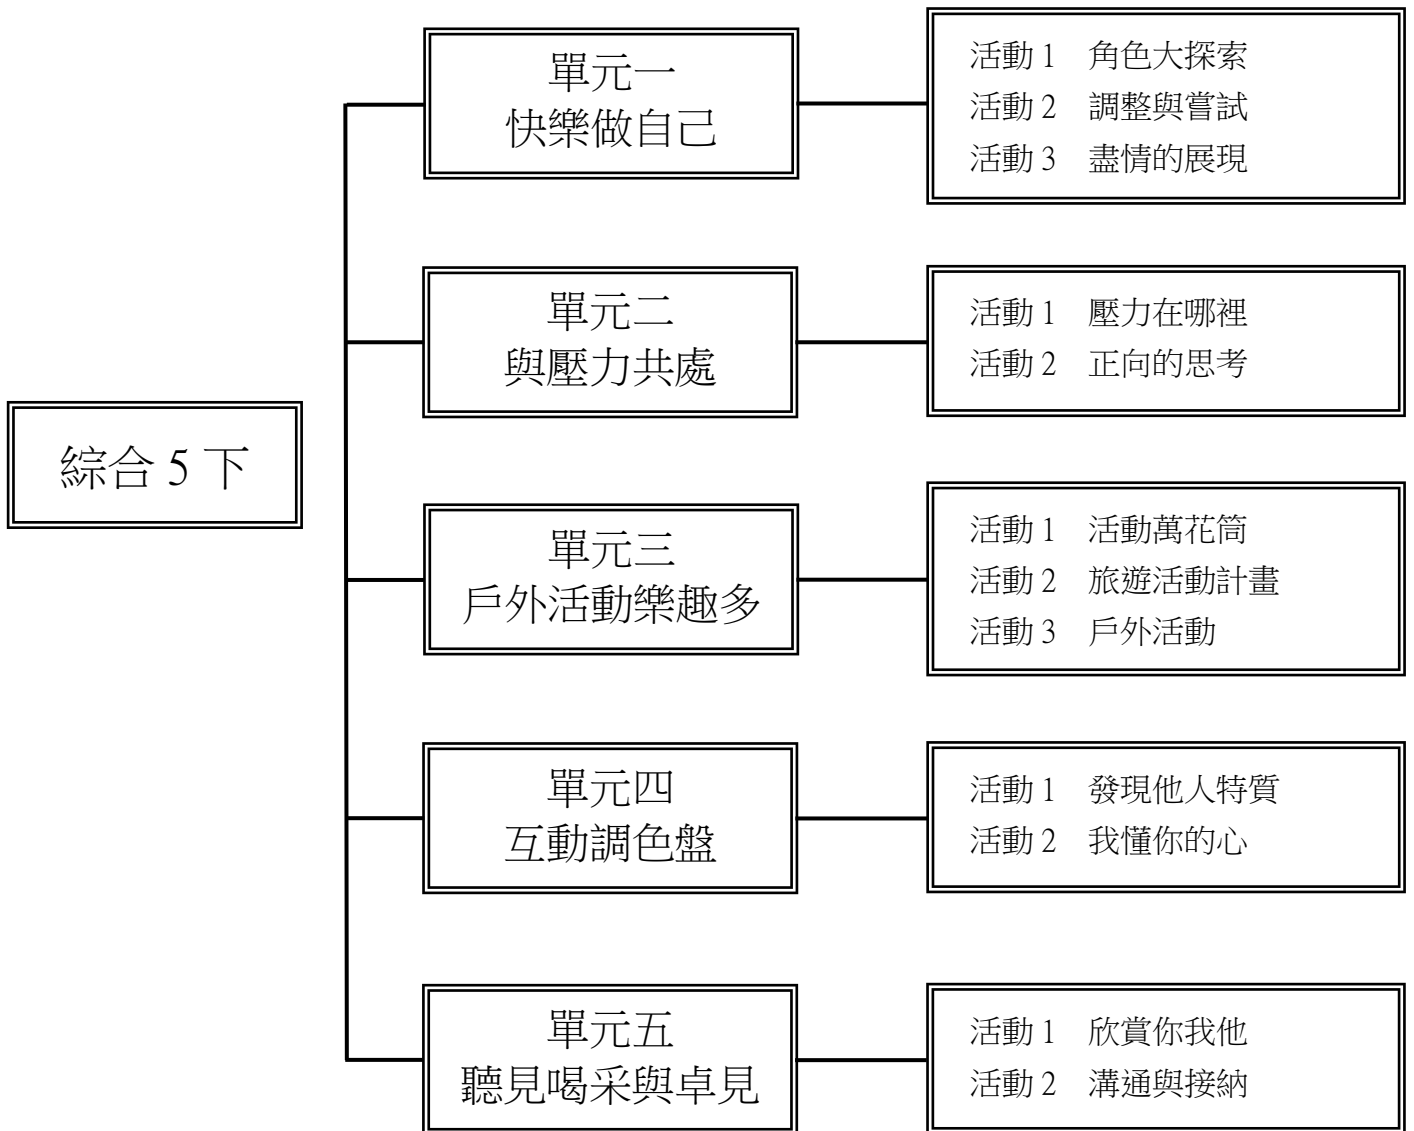 綜合 5 下
單元一
快樂做自己
活動 1 角色大探索
活動 2 調整與嘗試
活動 3 盡情的展現
單元二
與壓力共處
活動 1 壓力在哪裡
活動 2 正向的思考
單元三
戶外活動樂趣多
活動 1 活動萬花筒
活動 2 旅遊活動計畫
活動 3 戶外活動
單元四
互動調色盤
活動 1 發現他人特質
活動 2 我懂你的心
單元五
聽見喝采與卓見
活動 1 欣賞你我他
活動 2 溝通與接納